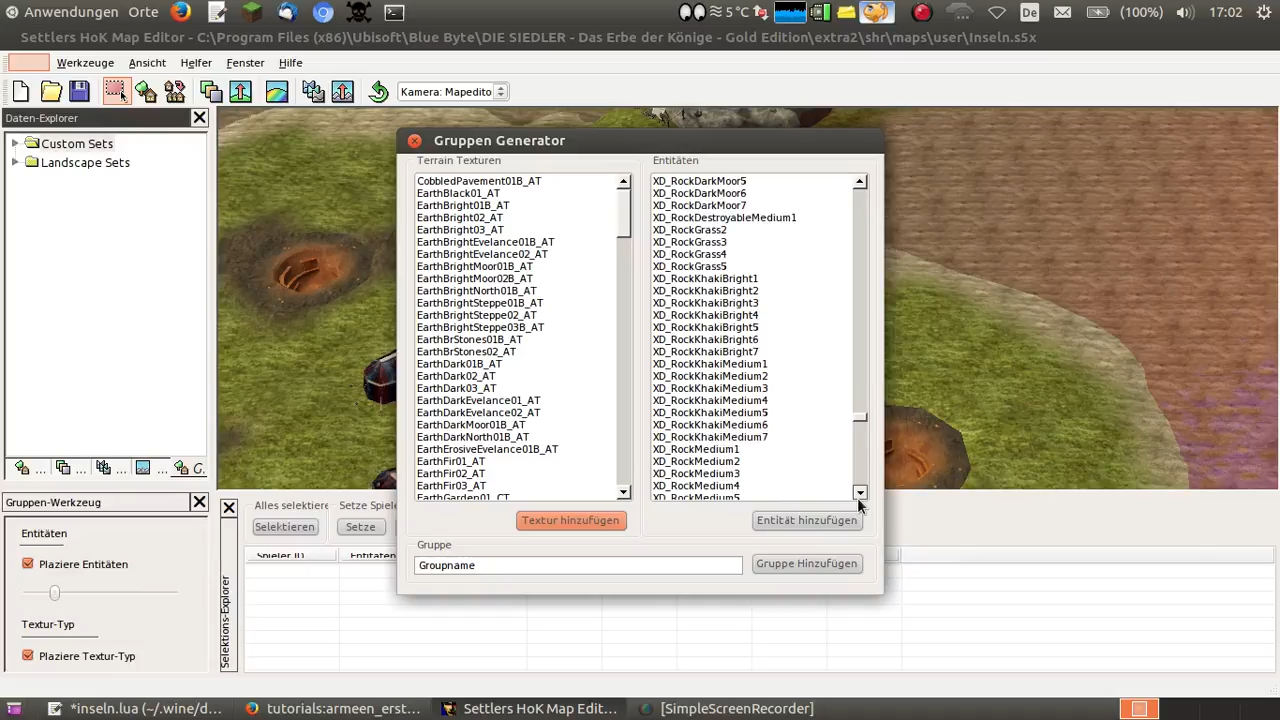 Anwendungen Orte
5 °C
De
(100%)
17:02
Settlers HoK Map Editor - C:\Program Files (x86)\Ubisoft\Blue Byte\DIE SIEDLER - Das Erbe der Könige - Gold Edition\extra2\shr\maps\user\Inseln.s5x
Werkzeuge Ansicht Helfer Fenster Hilfe
Kamera: Mapedito
Daten-Explorer
Custom Sets
Landscape Sets
... ... ... ... G.
Gruppen-Werkzeug
Entitäten
Plaziere Entitäten
Textur-Typ
Plaziere Textur-Typ
Selektions-Explorer
Alles selektiere
Setze Spiele
Selektieren
Setze
Spieler ID
Entitäten
Gruppen Generator
Terrain Texturen
CobbledPavement01B_AT
EarthBlack01_AT
EarthBright01B_AT
EarthBright02_AT
EarthBright03_AT
EarthBrightEvelance01B_AT
EarthBrightEvelance02_AT
EarthBrightMoor01B_AT
EarthBrightMoor02B_AT
EarthBrightNorth01B_AT
EarthBrightSteppe01B_AT
EarthBrightSteppe02_AT
EarthBrightSteppe03B_AT
EarthBrStones01B_AT
EarthBrStones02_AT
EarthDark01B_AT
EarthDark02_AT
EarthDark03_AT
EarthDarkEvelance01_AT
EarthDarkEvelance02_AT
EarthDarkMoor01B_AT
EarthDarkNorth01B_AT
EarthErosiveEvelance01B_AT
EarthFir01_AT
EarthFir02_AT
EarthFir03_AT
EarthGarden01_CT
Entitäten
XD_RockDarkMoor5
XD_RockDarkMoor6
XD_RockDarkMoor7
XD_RockDestroyableMedium1
XD_RockGrass2
XD_RockGrass3
XD_RockGrass4
XD_RockGrass5
XD_RockKhakiBright1
XD_RockKhakiBright2
XD_RockKhakiBright3
XD_RockKhakiBright4
XD_RockKhakiBright5
XD_RockKhakiBright6
XD_RockKhakiBright7
XD_RockKhakiMedium1
XD_RockKhakiMedium2
XD_RockKhakiMedium3
XD_RockKhakiMedium4
XD_RockKhakiMedium5
XD_RockKhakiMedium6
XD_RockKhakiMedium7
XD_RockMedium1
XD_RockMedium2
XD_RockMedium3
XD_RockMedium4
XD_RockMedium5
Textur hinzufügen
Entität hinzufügen
Gruppe
Groupname
Gruppe Hinzufügen
*inseln.lua (~/.wine/d...
tutorials:armeen_erst...
Settlers HoK Map Edit...
[SimpleScreenRecorder]